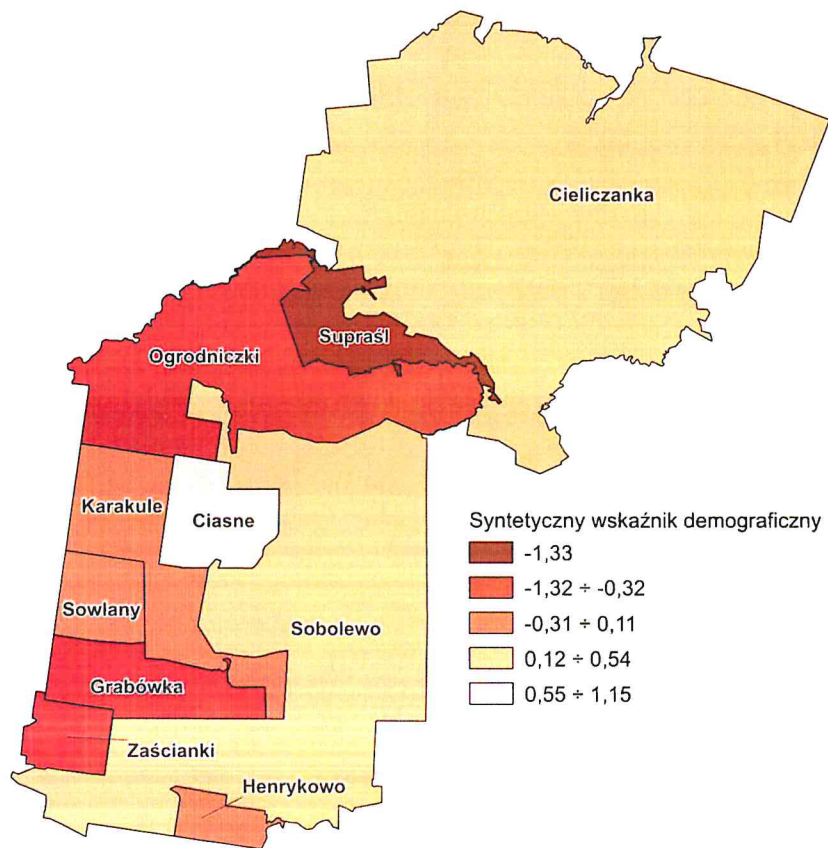 Cieliczanka
Supraśl
Ogrodniczki
Karakule
Ciasne
Sowlany
Sobolewo
Grabówka
Zaścianki
Henrykowo
Syntetyczny wskaźnik demograficzny
-1,33
-1,32 ÷ -0,32
-0,31 ÷ 0,11
0,12 ÷ 0,54
0,55 ÷ 1,15